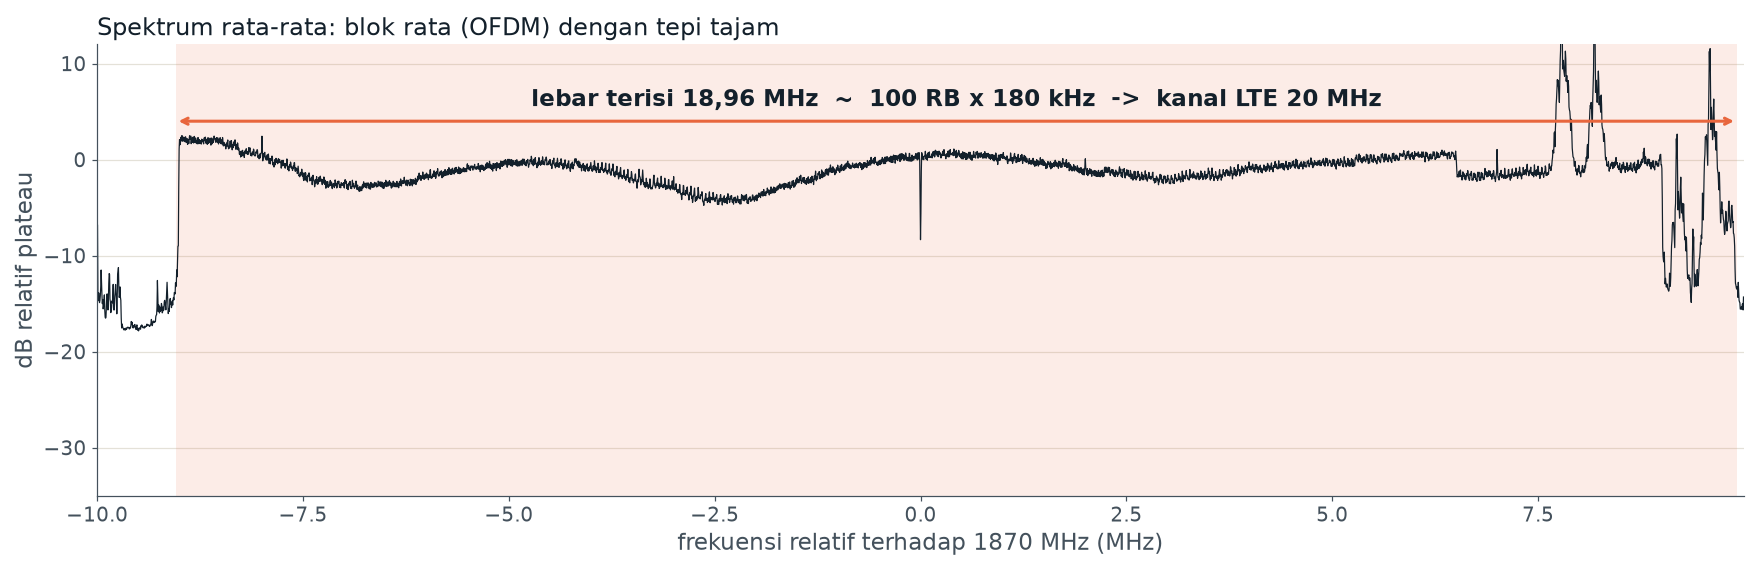 Spektrum rata-rata: blok rata (OFDM) dengan tepi tajam
lebar terisi 18,96 MHz ~ 100 RB x 180 kHz -> kanal LTE 20 MHz
dB relatif plateau
10
0
−10
−20
−30
−10.0 −7.5 −5.0 −2.5 0.0 2.5 5.0 7.5
frekuensi relatif terhadap 1870 MHz (MHz)